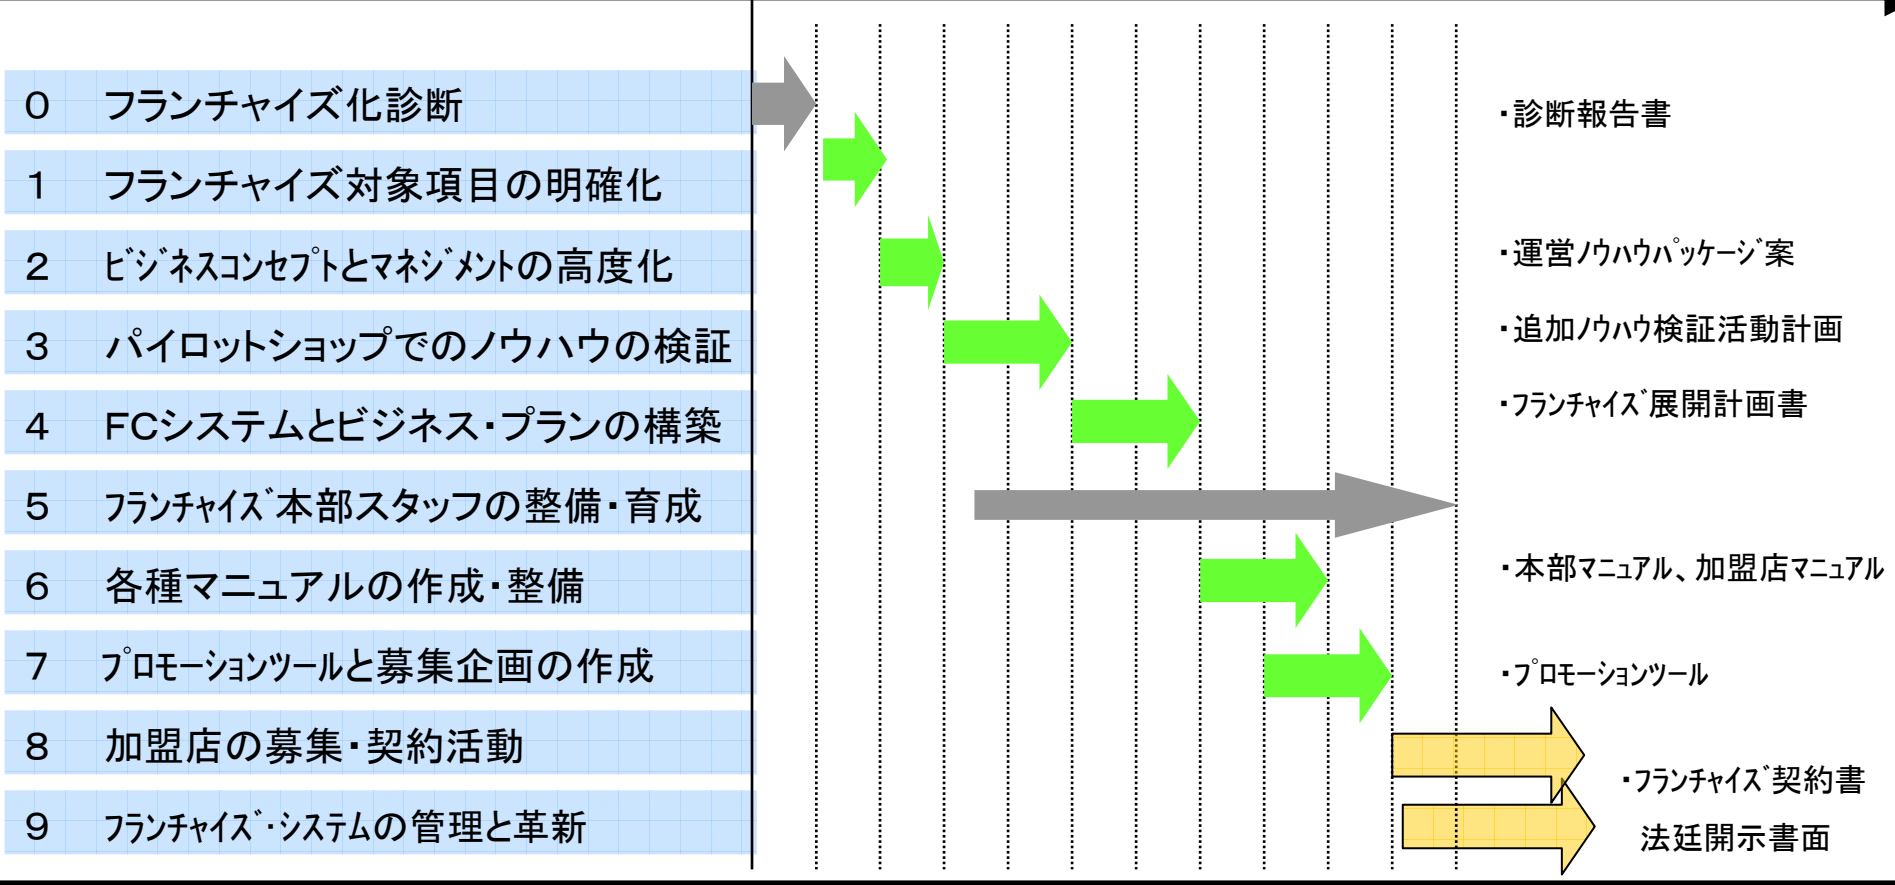 ０　フランチャイズ化診断
・診断報告書
１　フランチャイズ対象項目の明確化
２　ﾋﾞｼﾞﾈｽｺﾝｾﾌﾟﾄとﾏﾈｼﾞﾒﾝﾄの高度化
・運営ﾉｳﾊｳﾊﾟｯｹｰｼﾞ案
３　パイロットショップでのノウハウの検証
・追加ﾉｳﾊｳ検証活動計画
４　ＦＣシステムとビジネス・プランの構築
・ﾌﾗﾝﾁｬｲｽﾞ展開計画書
５　ﾌﾗﾝﾁｬｲｽﾞ本部スタッフの整備・育成
６　各種マニュアルの作成・整備
・本部ﾏﾆｭｱﾙ、加盟店ﾏﾆｭｱﾙ
７　ﾌﾟﾛﾓｰｼｮﾝﾂｰﾙと募集企画の作成
・ﾌﾟﾛﾓｰｼｮﾝﾂｰﾙ
８　加盟店の募集・契約活動
・ﾌﾗﾝﾁｬｲｽﾞ契約書
９　ﾌﾗﾝﾁｬｲｽﾞ･ｼｽﾃﾑの管理と革新
法廷開示書面